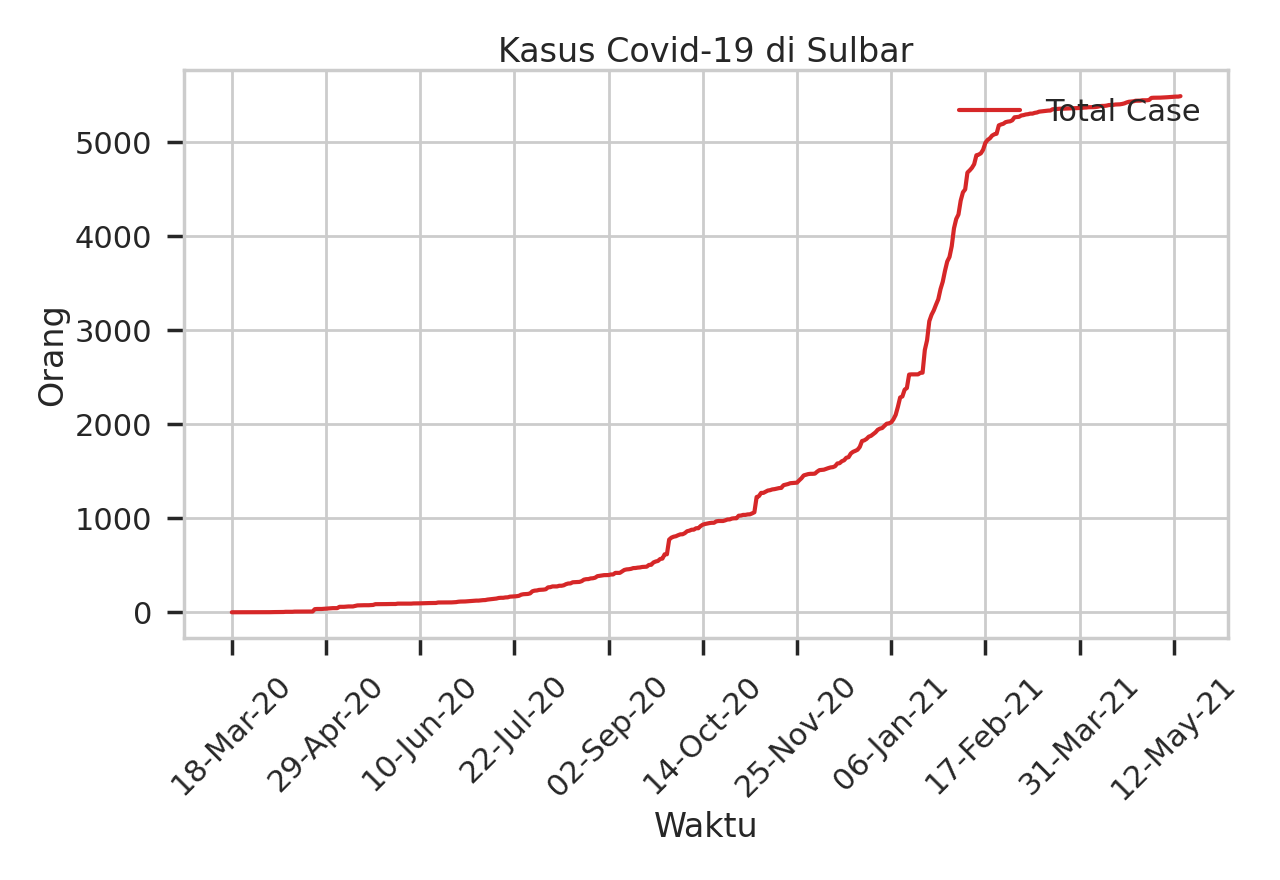 Kasus Covid-19 di Sulbar
Total Case
5000
4000
3000
2000
1000
0
Orang
18-Mar-20
29-Apr-20
10-Jun-20
22-Jul-20
02-Sep-20
14-Oct-20
25-Nov-20
06-Jan-21
17-Feb-21
31-Mar-21
12-May-21
Waktu